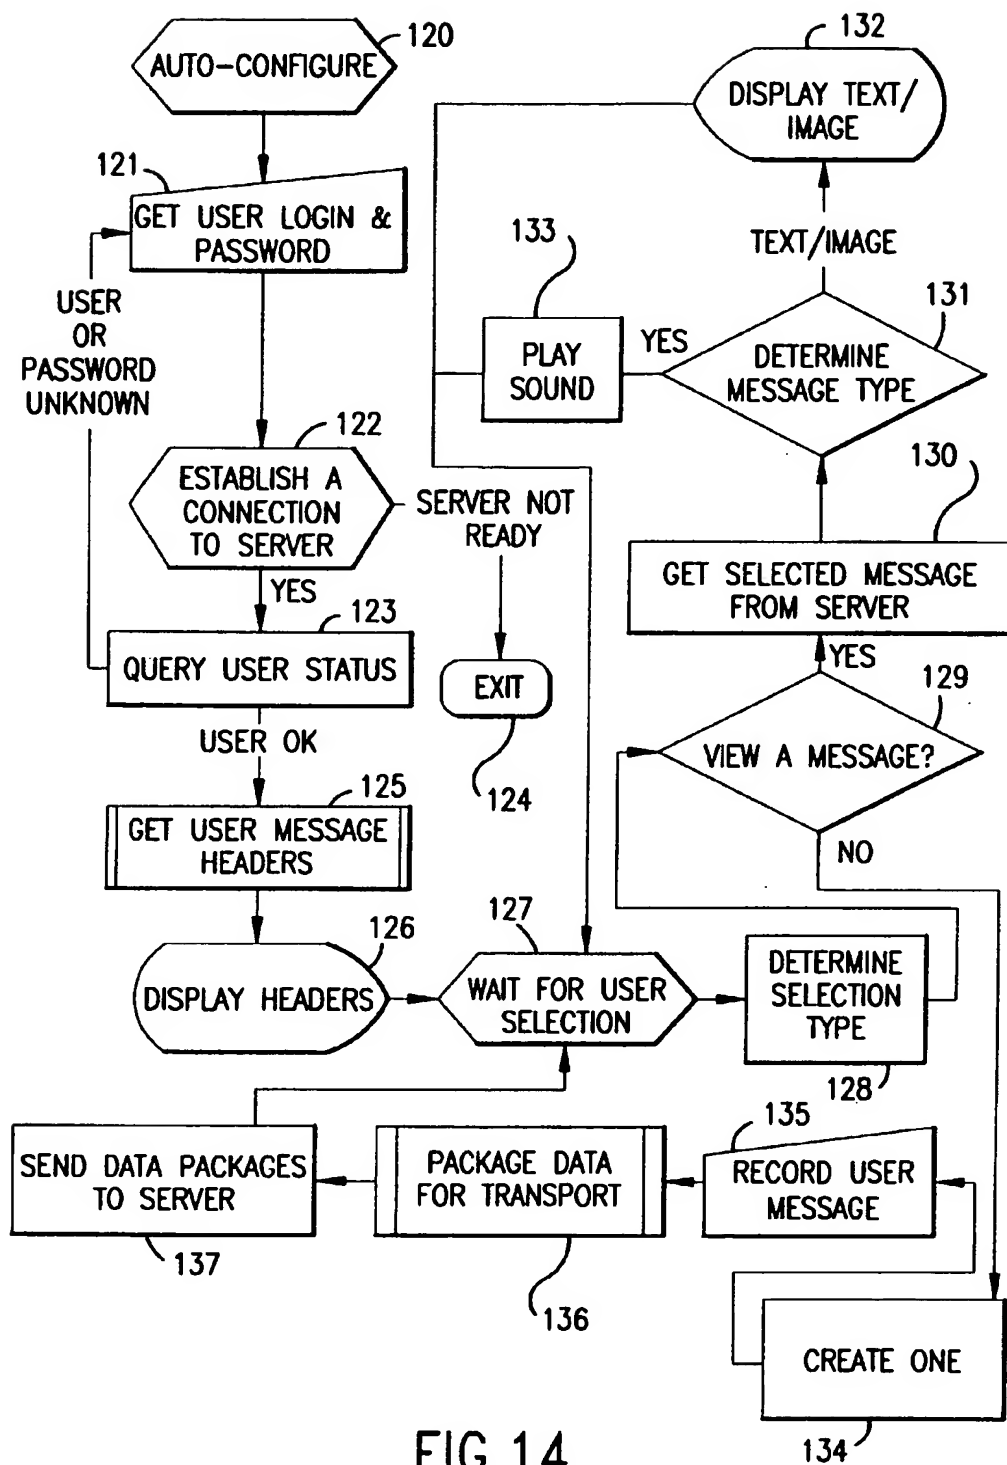 120
AUTO-CONFIGURE
121
GET USER LOGIN &
PASSWORD
USER
OR
PASSWORD
UNKNOWN
122
ESTABLISH A
CONNECTION
TO SERVER
SERVER NOT
READY
YES
123
QUERY USER STATUS
EXIT
124
USER OK
125
GET USER MESSAGE
HEADERS
126
DISPLAY HEADERS
127
WAIT FOR USER
SELECTION
DETERMINE
SELECTION
TYPE
128
129
VIEW A MESSAGE?
YES
NO
130
GET SELECTED MESSAGE
FROM SERVER
131
DETERMINE
MESSAGE TYPE
YES
TEXT/IMAGE
132
DISPLAY TEXT/
IMAGE
133
PLAY
SOUND
CREATE ONE
134
135
RECORD USER
MESSAGE
PACKAGE DATA
FOR TRANSPORT
136
SEND DATA PACKAGES
TO SERVER
137
FIG.14